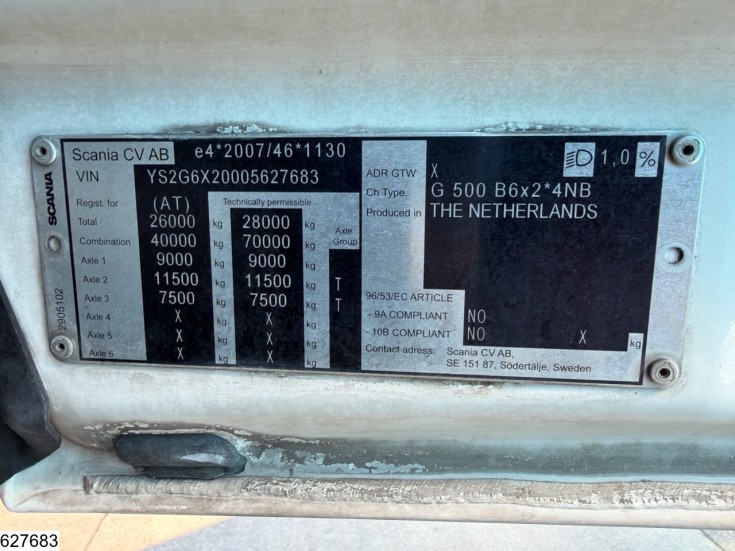 Scania CV AB e4*2007/46*1130
VIN YS2G6X20005627683
Regist. for (AT) Technically permissible
Total 26000 kg 28000 kg Axle Group
Combination 40000 kg 70000 kg
Axle 1 9000 kg 9000 kg
Axle 2 11500 kg 11500 kg T
Axle 3 7500 kg 7500 kg T
Axle 4 X kg X kg
Axle 5 X kg X kg
Axle 6 X kg X kg
SCANIA
2905102
1,0 %
ADR GTW X
Ch Type. G 500 B6x2*4NB
Produced in THE NETHERLANDS
96/53/EC ARTICLE
- 9A COMPLIANT NO
- 10B COMPLIANT NO X kg
Contact adress: Scania CV AB,
SE 151 87, Södertälje, Sweden
627683